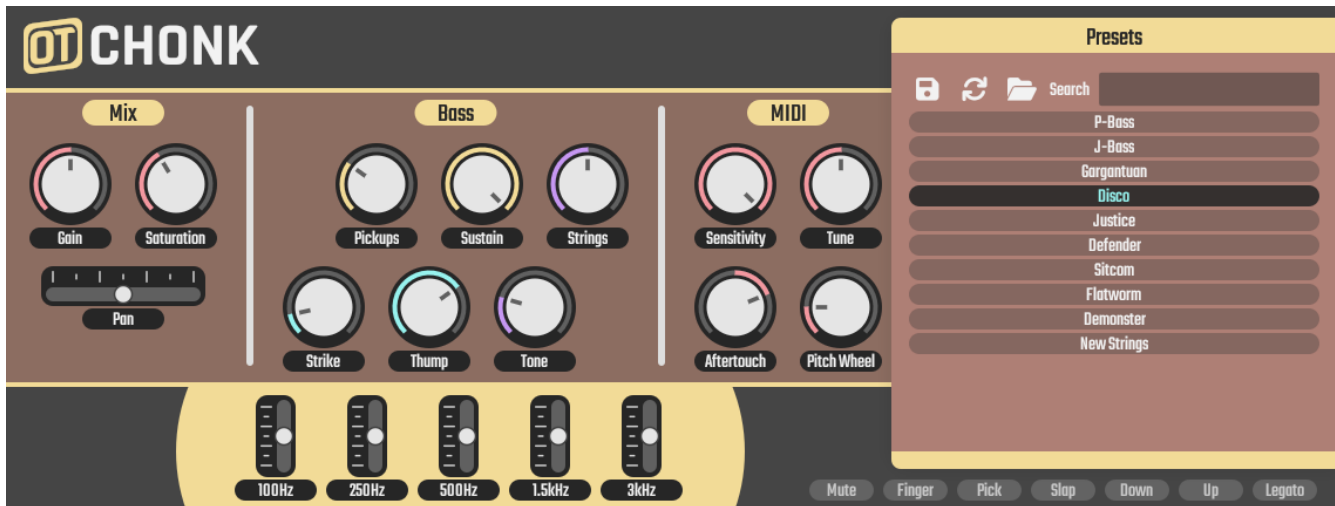 OT CHONK
Presets
Search
Mix
Bass
MIDI
Gain
Saturation
Pickups
Sustain
Strings
Sensitivity
Tune
Pan
Strike
Thump
Tone
Aftertouch
Pitch Wheel
P-Bass
J-Bass
Gargantuan
Disco
Justice
Defender
Sitcom
Flatworm
Demonster
New Strings
100Hz
250Hz
500Hz
1.5kHz
3kHz
Mute
Finger
Pick
Slap
Down
Up
Legato